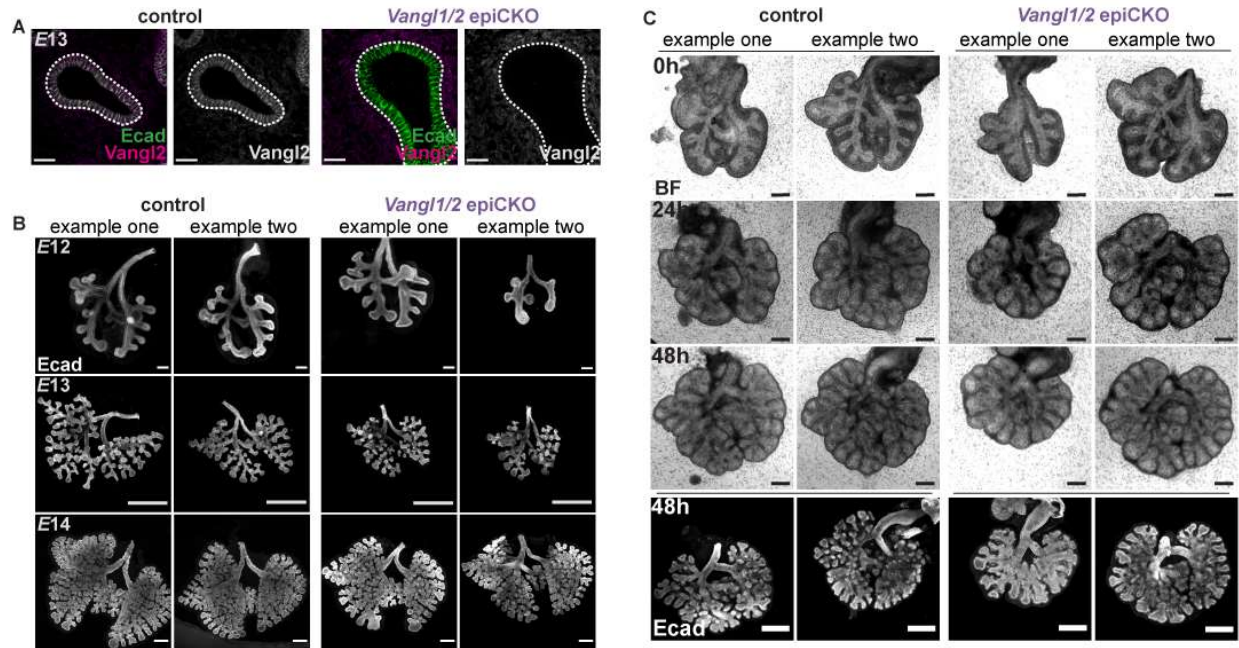 A
control
Vangl1/2 epiCKO
E13
Ecad
Vangl2
Vangl2
Ecad
Vangl2
Vangl2
B
control
Vangl1/2 epiCKO
example one
example two
example one
example two
E12
Ecad
E13
E14
C
control
Vangl1/2 epiCKO
example one
example two
example one
example two
0h
BF
24h
48h
48h
Ecad